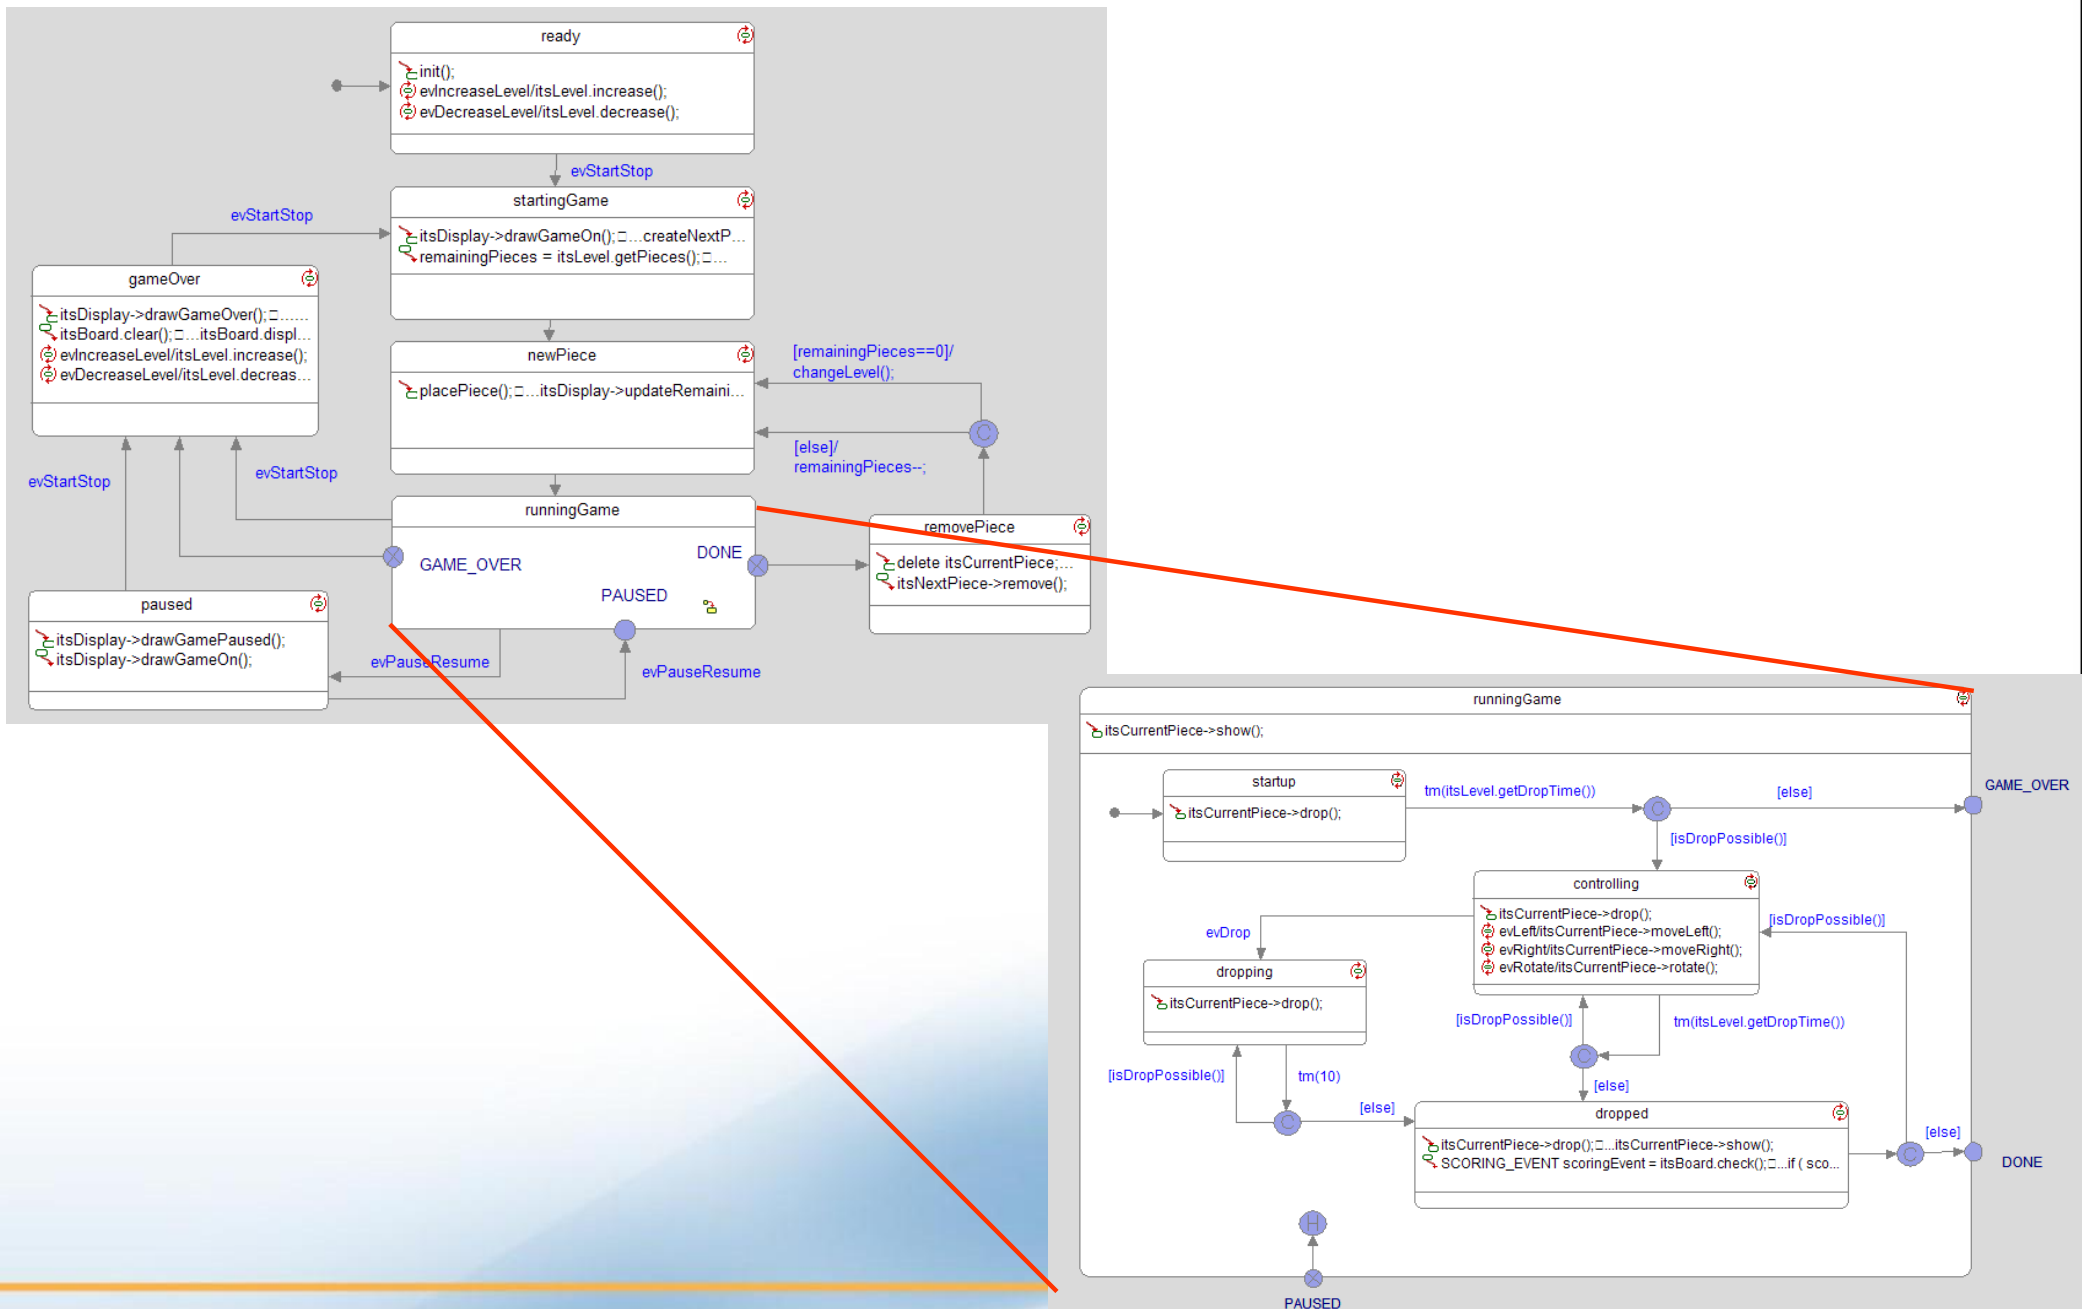 ready
init();
evIncreaseLevel/itsLevel.increase();
evDecreaseLevel/itsLevel.decrease();
evStartStop
startingGame
itsDisplay->drawGameOn();□...createNextP...
remainingPieces = itsLevel.getPieces();□...
evStartStop
gameOver
itsDisplay->drawGameOver();□......
itsBoard.clear();□...itsBoard.displ...
evIncreaseLevel/itsLevel.increase();
evDecreaseLevel/itsLevel.decreas...
newPiece
placePiece();□...itsDisplay->updateRemaini...
[remainingPieces==0]/
changeLevel();
C
[else]/
remainingPieces--;
evStartStop
evStartStop
runningGame
GAME_OVER
DONE
PAUSED
removePiece
delete itsCurrentPiece;...
itsNextPiece->remove();
paused
itsDisplay->drawGamePaused();
itsDisplay->drawGameOn();
evPauseResume
evPauseResume
runningGame
itsCurrentPiece->show();
startup
itsCurrentPiece->drop();
tm(itsLevel.getDropTime())
C
[else]
GAME_OVER
[isDropPossible()]
controlling
itsCurrentPiece->drop();
evLeft/itsCurrentPiece->moveLeft();
evRight/itsCurrentPiece->moveRight();
evRotate/itsCurrentPiece->rotate();
[isDropPossible()]
evDrop
dropping
itsCurrentPiece->drop();
[isDropPossible()]
tm(itsLevel.getDropTime())
C
[else]
[isDropPossible()]
tm(10)
C
[else]
dropped
itsCurrentPiece->drop();□...itsCurrentPiece->show();
SCORING_EVENT scoringEvent = itsBoard.check();□...if ( sco...
C
[else]
DONE
H
PAUSED